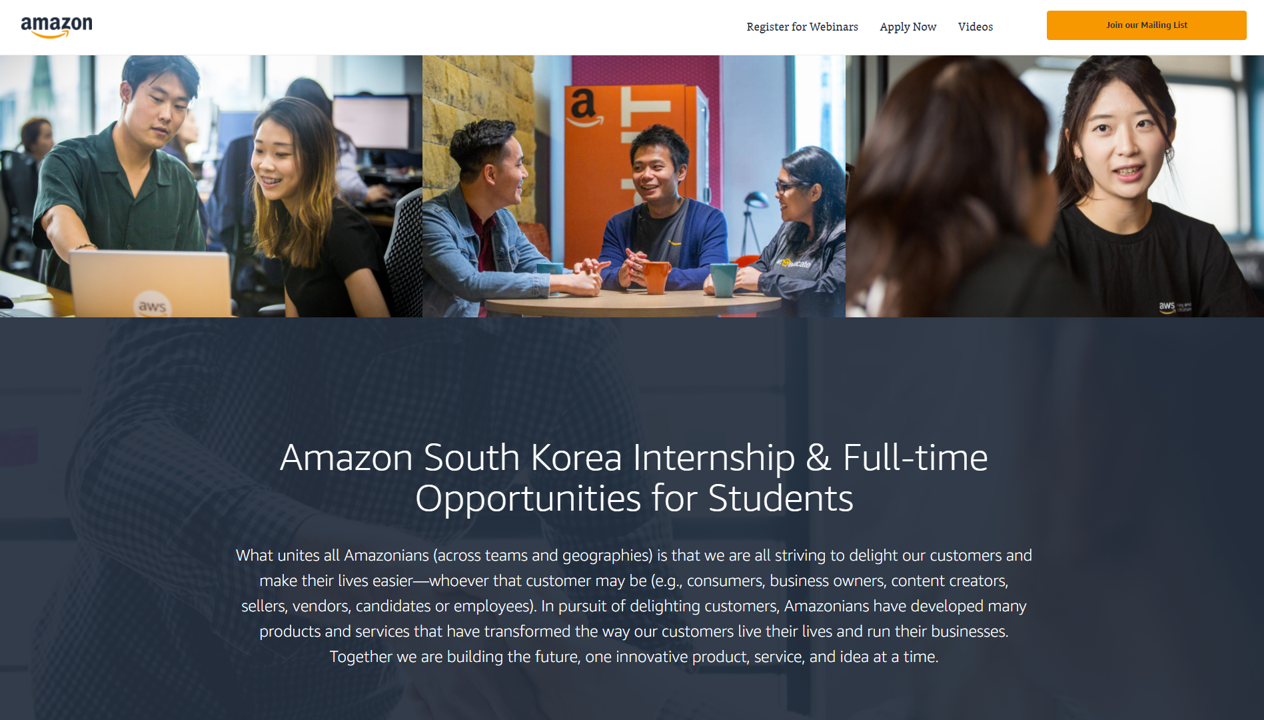 amazon
Register for Webinars
Apply Now
Videos
Join our Mailing List
aws
a
aws
Amazon South Korea Internship & Full-time
Opportunities for Students
What unites all Amazonians (across teams and geographies) is that we are all striving to delight our customers and
make their lives easier—whoever that customer may be (e.g., consumers, business owners, content creators,
sellers, vendors, candidates or employees). In pursuit of delighting customers, Amazonians have developed many
products and services that have transformed the way our customers live their lives and run their businesses.
Together we are building the future, one innovative product, service, and idea at a time.